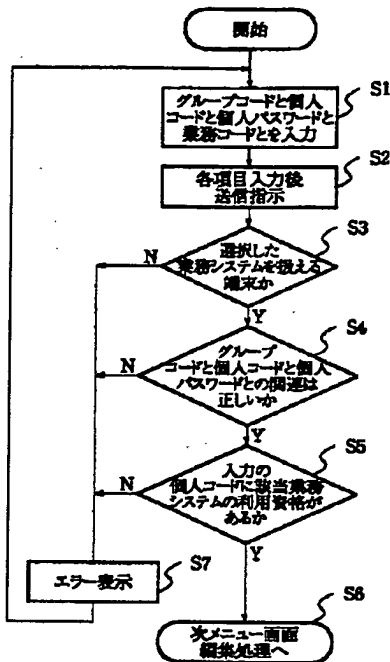 開始
S1
グループコードと個人
コードと個人パスワードと
業務コードとを入力
S2
各項目入力後
送信指示
S3
選択した
業務システムを扱える
端末か
N
Y
S4
グループ
コードと個人コードと個人
パスワードとの関連は
正しいか
N
Y
S5
入力の
個人コードに該当業務
システムの利用資格が
あるか
N
Y
S7
エラー表示
S6
次メニュー画面
編集処理へ